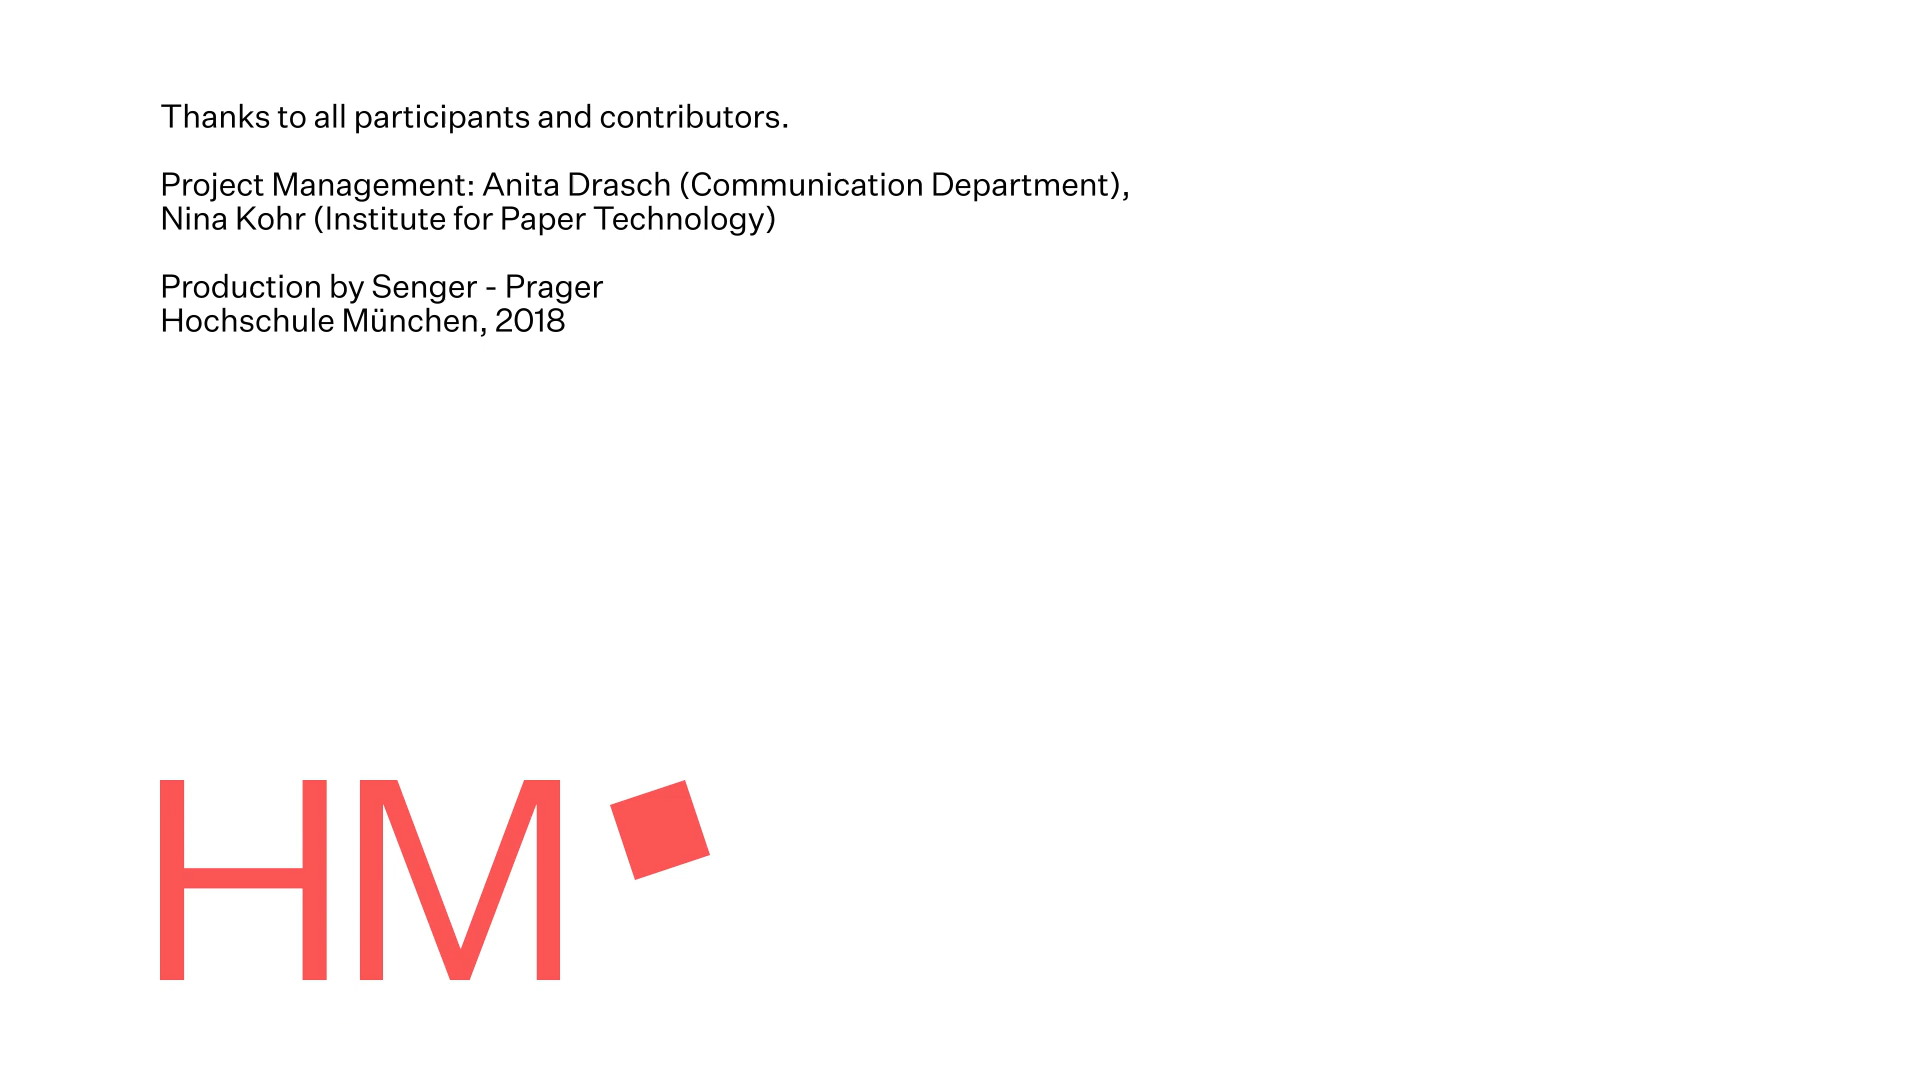 Thanks to all participants and contributors.
Project Management: Anita Drasch (Communication Department),
Nina Kohr (Institute for Paper Technology)
Production by Senger - Prager
Hochschule München, 2018
HM